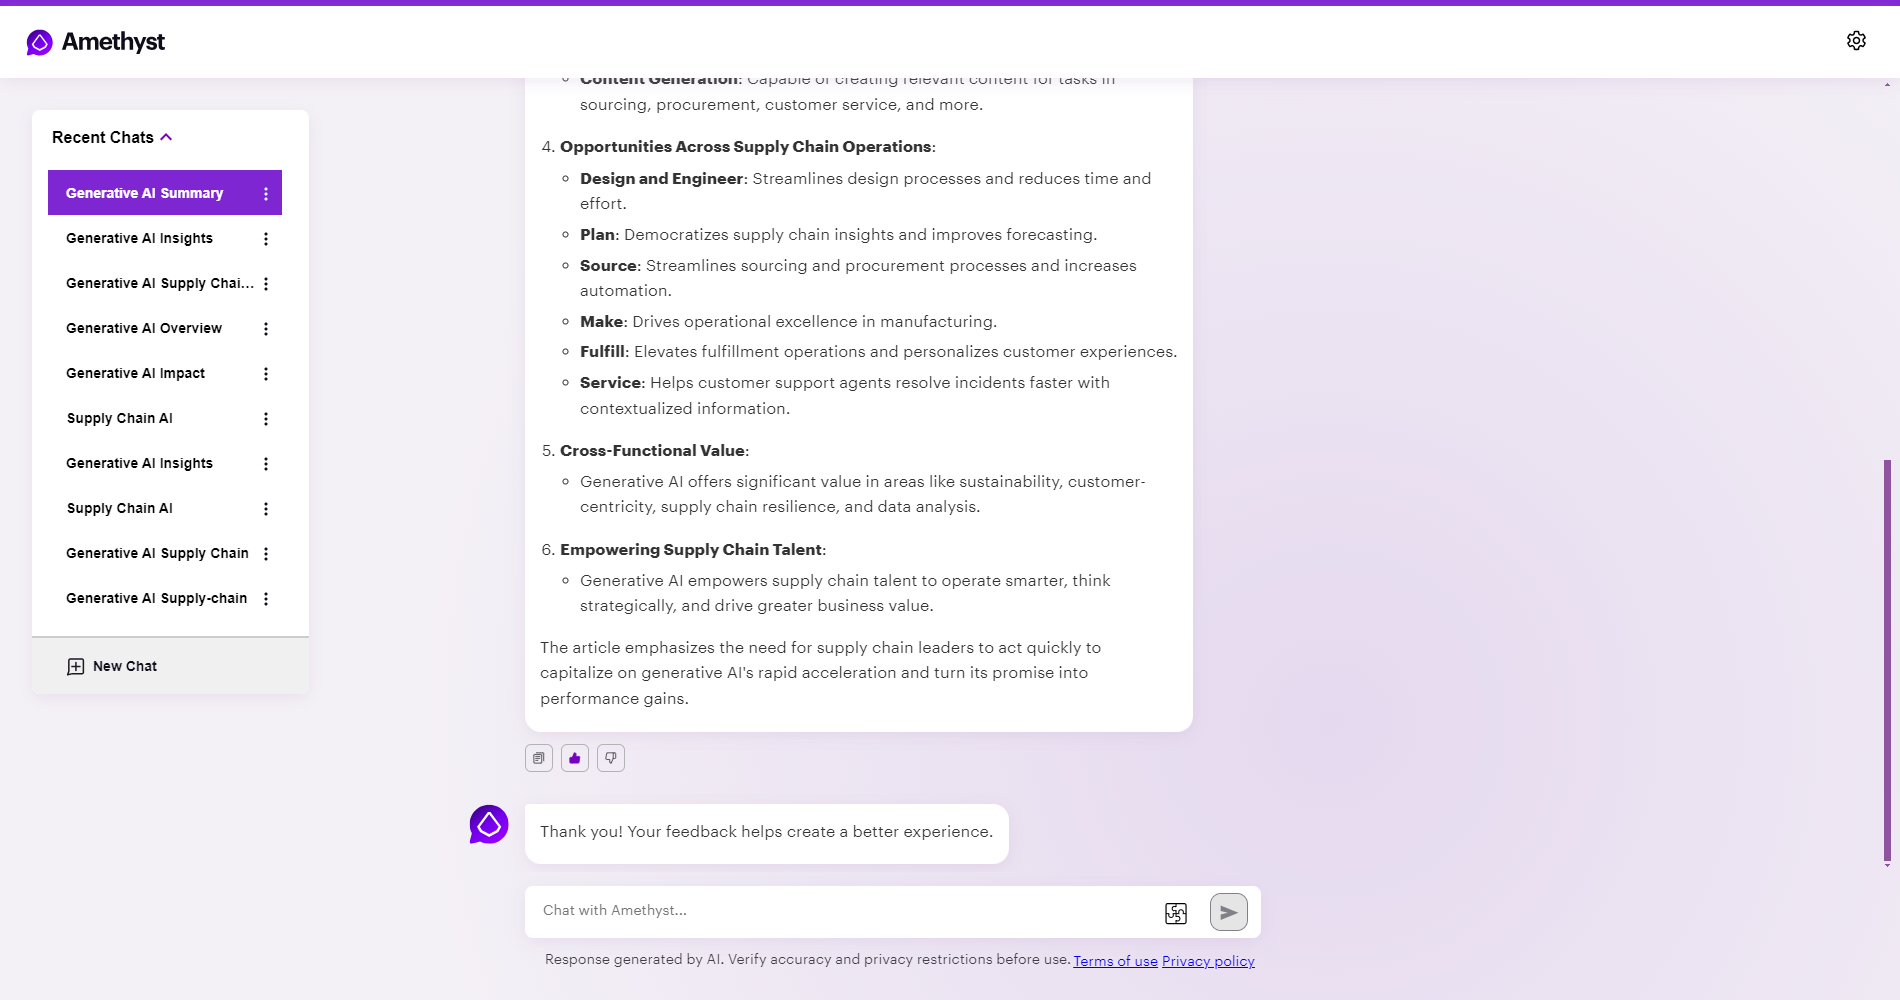 Amethyst
Recent Chats
Generative AI Summary
Generative AI Insights
Generative AI Supply Chai...
Generative AI Overview
Generative AI Impact
Supply Chain AI
Generative AI Insights
Supply Chain AI
Generative AI Supply Chain
Generative AI Supply-chain
New Chat
◦ Content Generation: Capable of creating relevant content for tasks in
sourcing, procurement, customer service, and more.
4. Opportunities Across Supply Chain Operations:
◦ Design and Engineer: Streamlines design processes and reduces time and
effort.
◦ Plan: Democratizes supply chain insights and improves forecasting.
◦ Source: Streamlines sourcing and procurement processes and increases
automation.
◦ Make: Drives operational excellence in manufacturing.
◦ Fulfill: Elevates fulfillment operations and personalizes customer experiences.
◦ Service: Helps customer support agents resolve incidents faster with
contextualized information.
5. Cross-Functional Value:
◦ Generative AI offers significant value in areas like sustainability, customer-
centricity, supply chain resilience, and data analysis.
6. Empowering Supply Chain Talent:
◦ Generative AI empowers supply chain talent to operate smarter, think
strategically, and drive greater business value.
The article emphasizes the need for supply chain leaders to act quickly to
capitalize on generative AI's rapid acceleration and turn its promise into
performance gains.
Thank you! Your feedback helps create a better experience.
Chat with Amethyst...
Response generated by AI. Verify accuracy and privacy restrictions before use. Terms of use Privacy policy